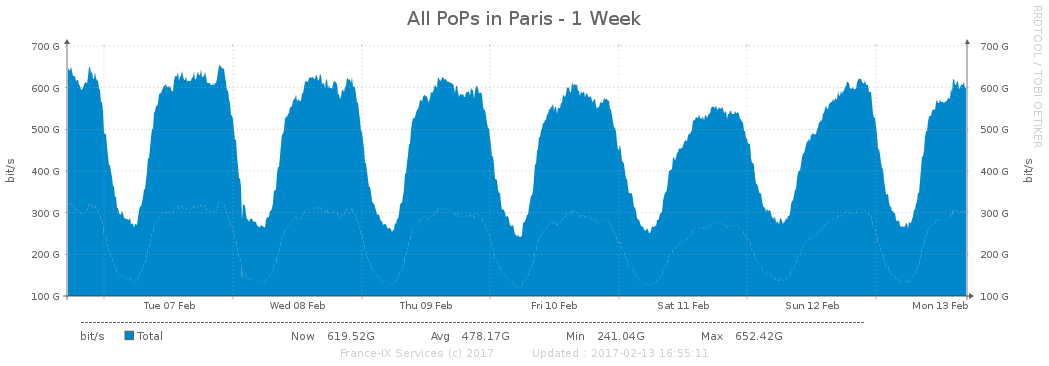 All PoPs in Paris - 1 Week
RRDTOOL / TOBI OETIKER
700 G 700 G
600 G 600 G
500 G 500 G
400 G 400 G
300 G 300 G
200 G 200 G
100 G 100 G
bit/s bit/s
Tue 07 Feb Wed 08 Feb Thu 09 Feb Fri 10 Feb Sat 11 Feb Sun 12 Feb Mon 13 Feb
bit/s Total Now 619.52G Avg 478.17G Min 241.04G Max 652.42G
France-IX Services (c) 2017 Updated : 2017-02-13 16:55:11